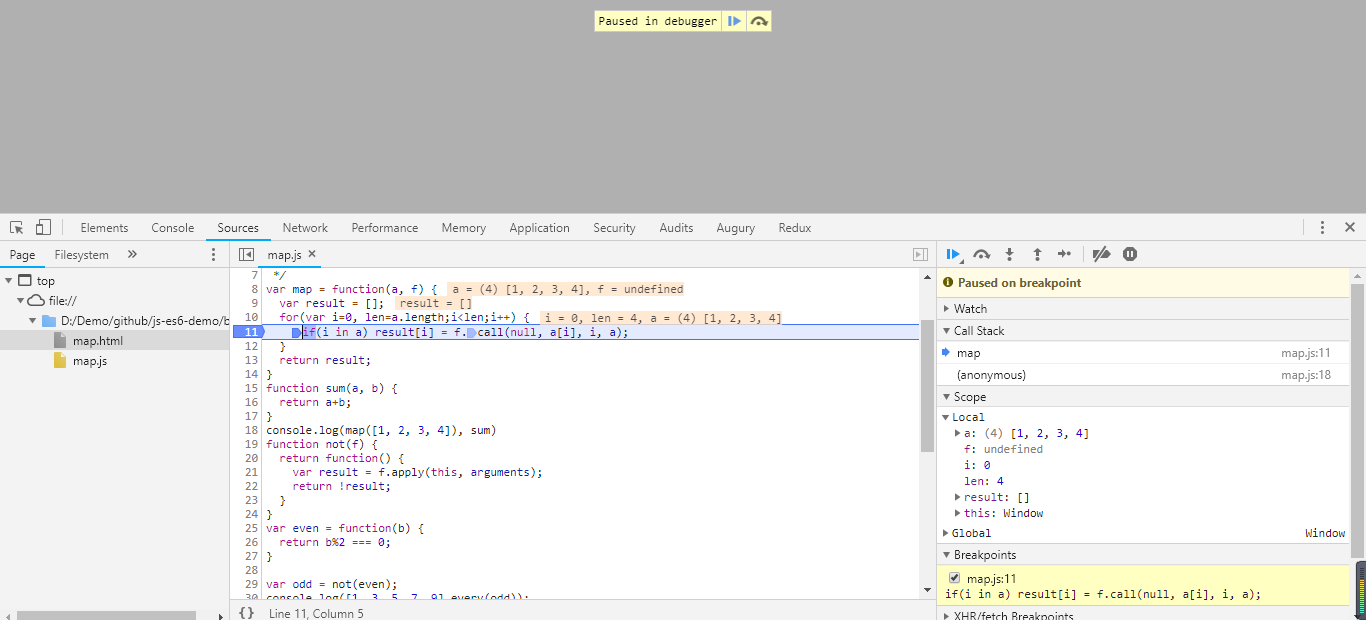 Paused in debugger
Elements Console Sources Network Performance Memory Application Security Audits Augury Redux
Page Filesystem »
map.js ×
top
file://
D:/Demo/github/js-es6-demo/b
map.html
map.js
7 */
8 var map = function(a, f) { a = (4) [1, 2, 3, 4], f = undefined
9 var result = []; result = []
10 for(var i=0, len=a.length;i<len;i++) { i = 0, len = 4, a = (4) [1, 2, 3, 4]
11 if(i in a) result[i] = f.call(null, a[i], i, a);
12 }
13 return result;
14 }
15 function sum(a, b) {
16 return a+b;
17 }
18 console.log(map([1, 2, 3, 4]), sum)
19 function not(f) {
20 return function() {
21 var result = f.apply(this, arguments);
22 return !result;
23 }
24 }
25 var even = function(b) {
26 return b%2 === 0;
27 }
28
29 var odd = not(even);
30 console.log([1, 3, 5, 7, 9].every(odd));
{} Line 11, Column 5
Paused on breakpoint
Watch
Call Stack
map map.js:11
(anonymous) map.js:18
Scope
Local
a: (4) [1, 2, 3, 4]
f: undefined
i: 0
len: 4
result: []
this: Window
Global Window
Breakpoints
map.js:11
if(i in a) result[i] = f.call(null, a[i], i, a);
XHR/fetch Breakpoints